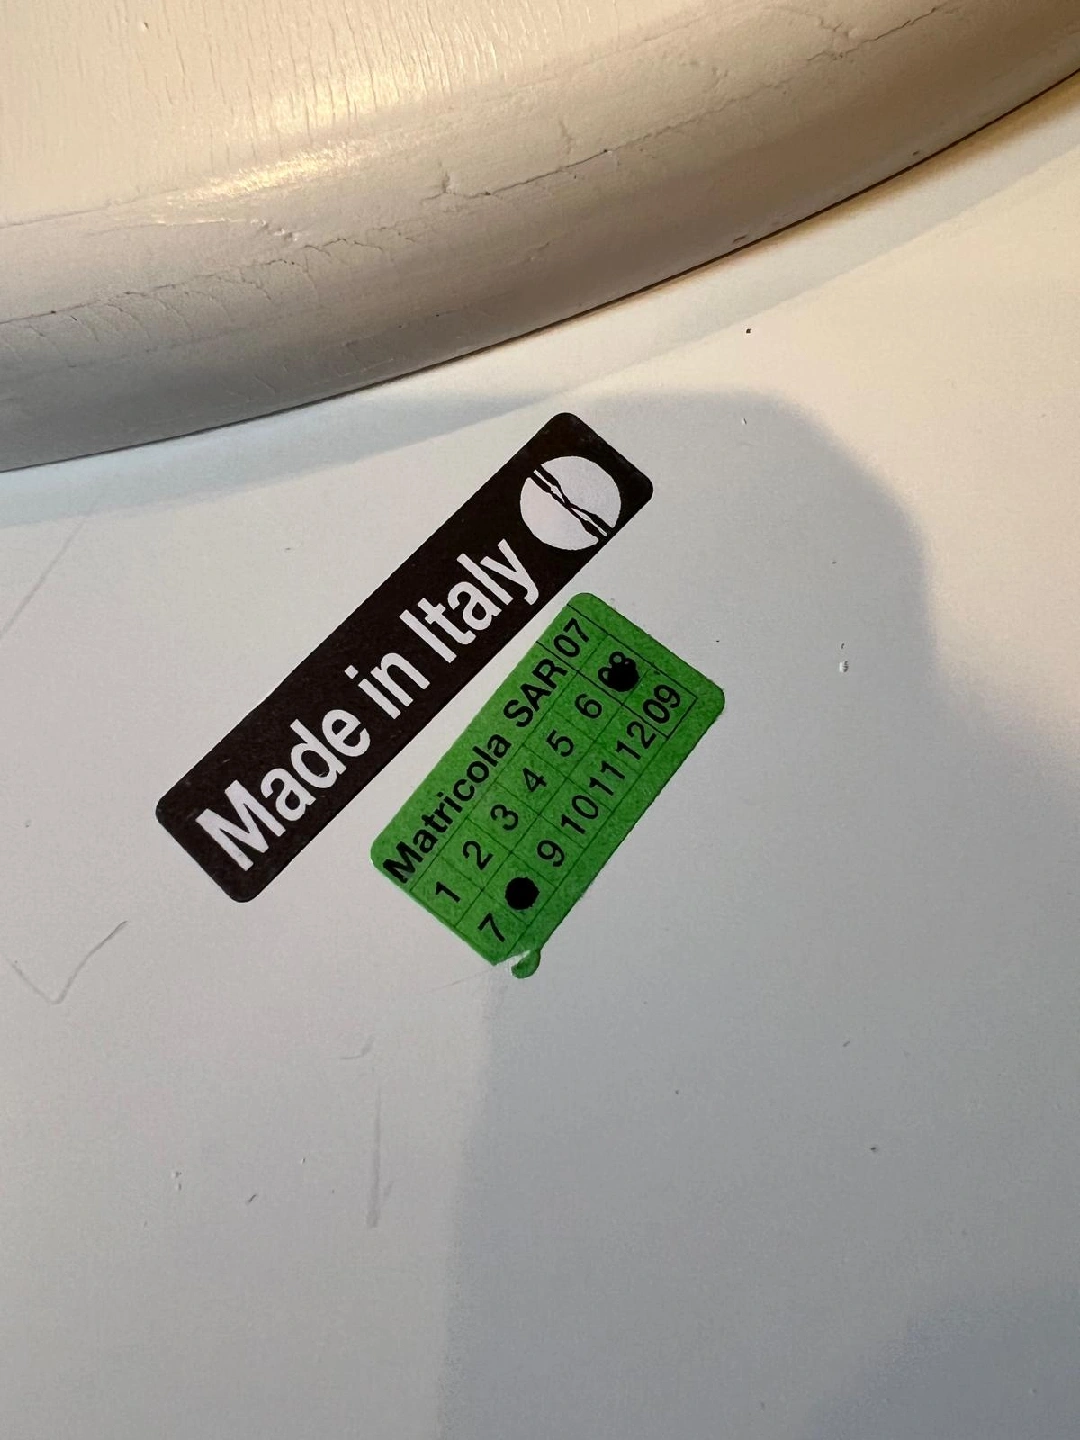 Made in Italy
Matricola SAR 07
1 2 3 4 5 6 08
7 9 10 11 12 09